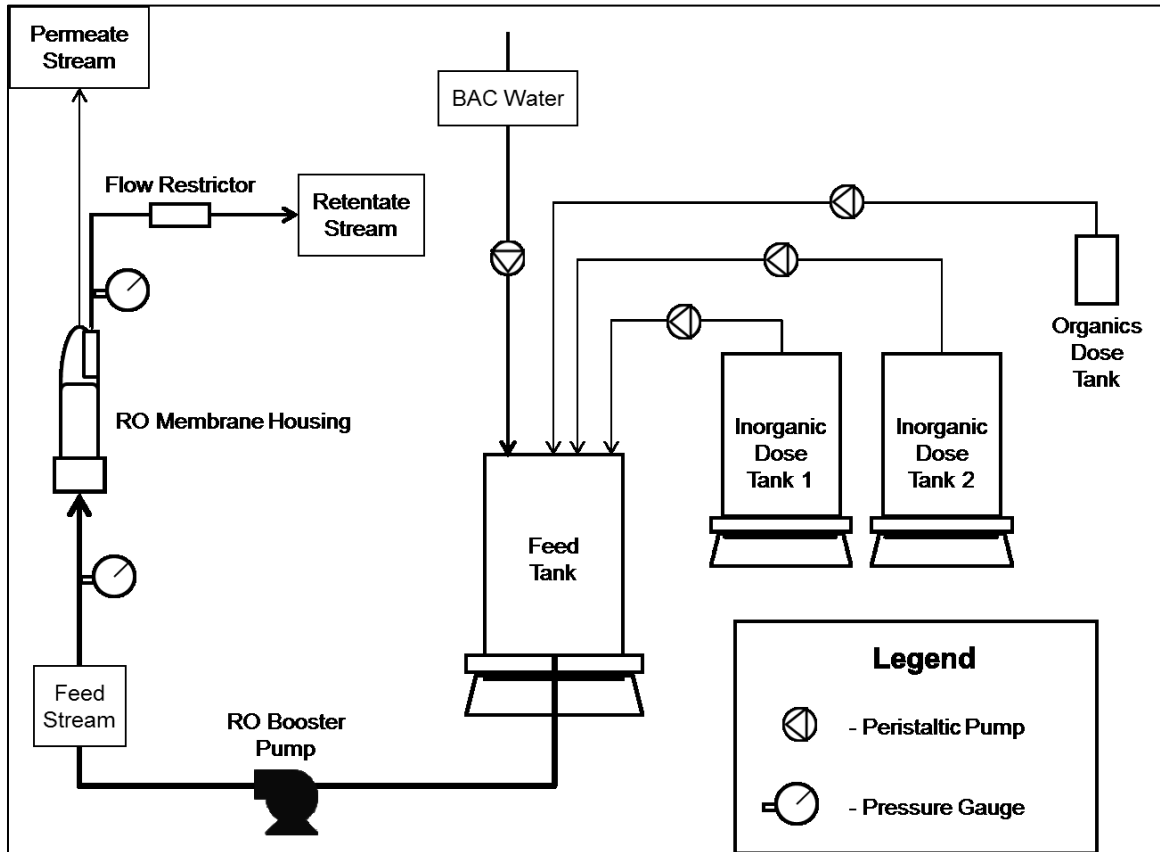 Permeate
Stream
BAC Water
Flow Restrictor
Retentate
Stream
Organics
Dose
Tank
RO Membrane Housing
Inorganic
Dose
Tank 1
Inorganic
Dose
Tank 2
Feed
Tank
Feed
Stream
RO Booster
Pump
Legend
- Peristaltic Pump
- Pressure Gauge